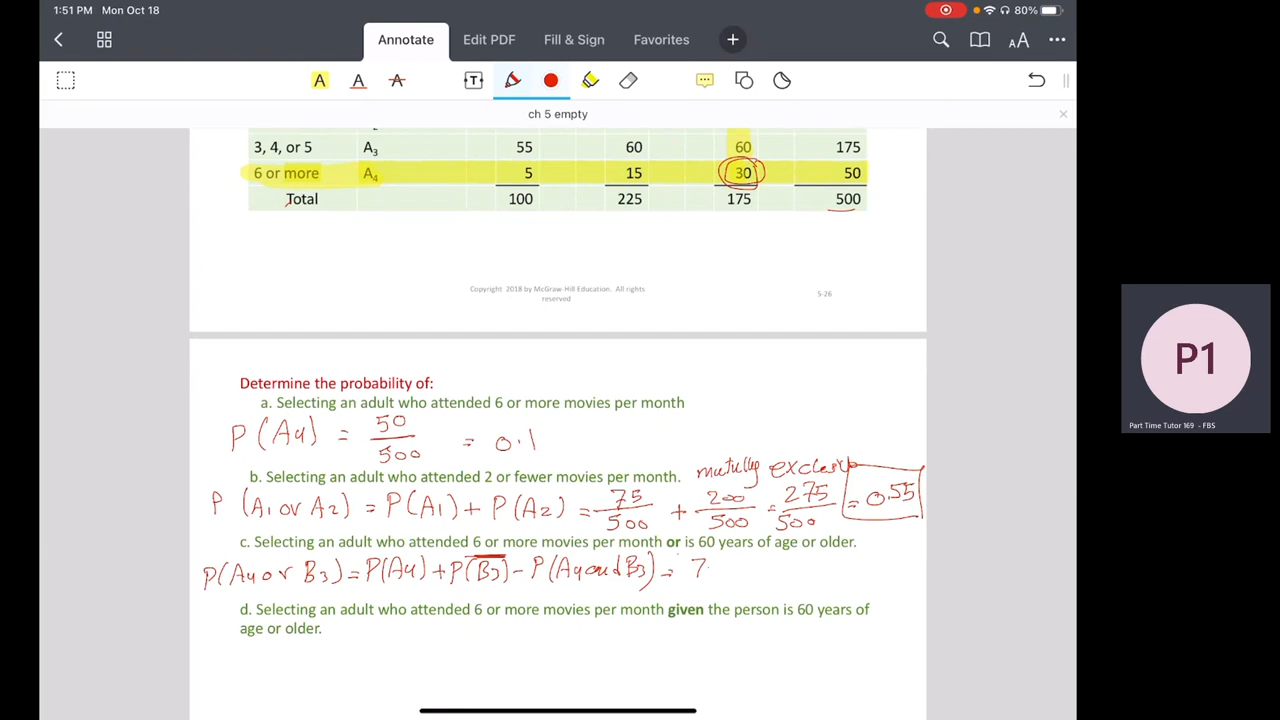 1:51 PM Mon Oct 18
80%
Annotate Edit PDF Fill & Sign Favorites
AA
A A A T
ch 5 empty
3, 4, or 5 A3 55 60 60 175
6 or more A4 5 15 30 50
Total 100 225 175 500
Copyright 2018 by McGraw-Hill Education. All rights
reserved
5-26
Determine the probability of:
a. Selecting an adult who attended 6 or more movies per month
P(A4) = 50/500 = 0.1
b. Selecting an adult who attended 2 or fewer movies per month.
P (A1 or A2) = P(A1) + P(A2) = 75/500 + 200/500 = 275/500 = 0.55
c. Selecting an adult who attended 6 or more movies per month or is 60 years of age or older.
P(A4 or B3) = P(A4) + P(B3) - P(A4 and B3) =
d. Selecting an adult who attended 6 or more movies per month given the person is 60 years of
age or older.
P1
Part Time Tutor 169 - FBS